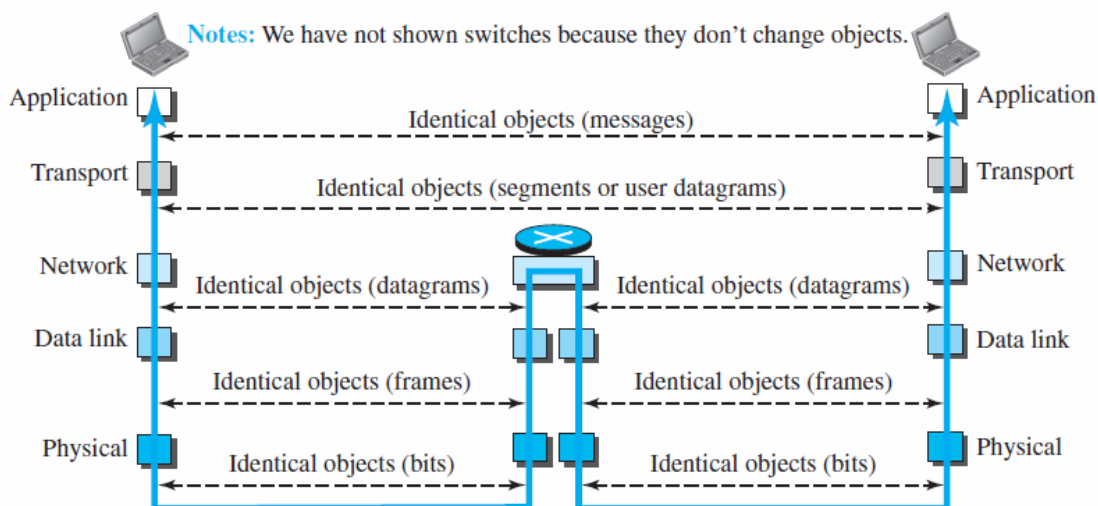 Notes: We have not shown switches because they don’t change objects.
Application
Application
Identical objects (messages)
Transport
Transport
Identical objects (segments or user datagrams)
Network
Network
Identical objects (datagrams)
Identical objects (datagrams)
Data link
Data link
Identical objects (frames)
Identical objects (frames)
Physical
Physical
Identical objects (bits)
Identical objects (bits)